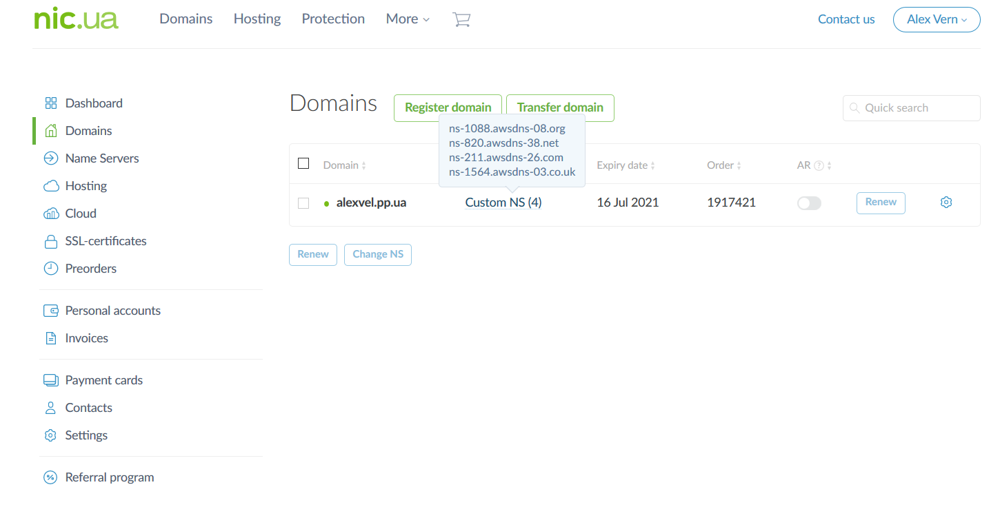 nic.ua Domains Hosting Protection More Contact us Alex Vern
Dashboard
Domains
Name Servers
Hosting
Cloud
SSL-certificates
Preorders
Personal accounts
Invoices
Payment cards
Contacts
Settings
Referral program
Domains Register domain Transfer domain Quick search
ns-1088.awsdns-08.org
ns-820.awsdns-38.net
ns-211.awsdns-26.com
ns-1564.awsdns-03.co.uk
Domain Expiry date Order AR ?
alexvel.pp.ua Custom NS (4) 16 Jul 2021 1917421 Renew
Renew Change NS